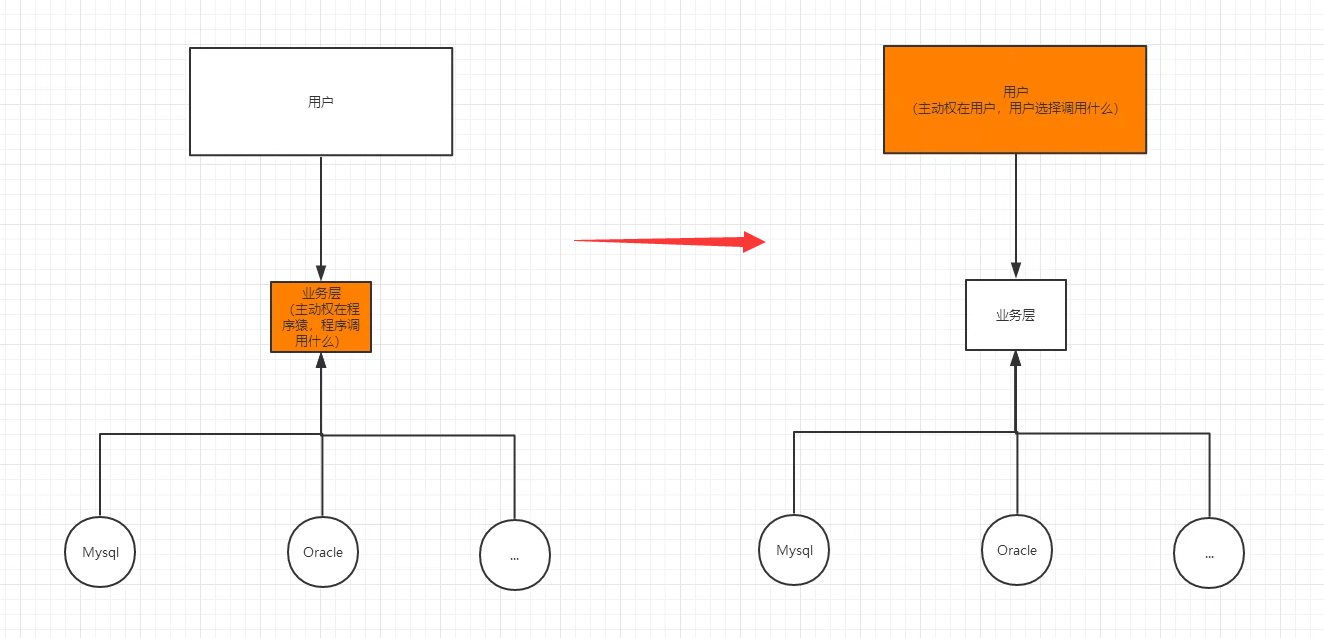 用户
业务层
（主动权在程
序猿，程序调
用什么）
Mysql
Oracle
...
用户
（主动权在用户，用户选择调用什么）
业务层
Mysql
Oracle
...